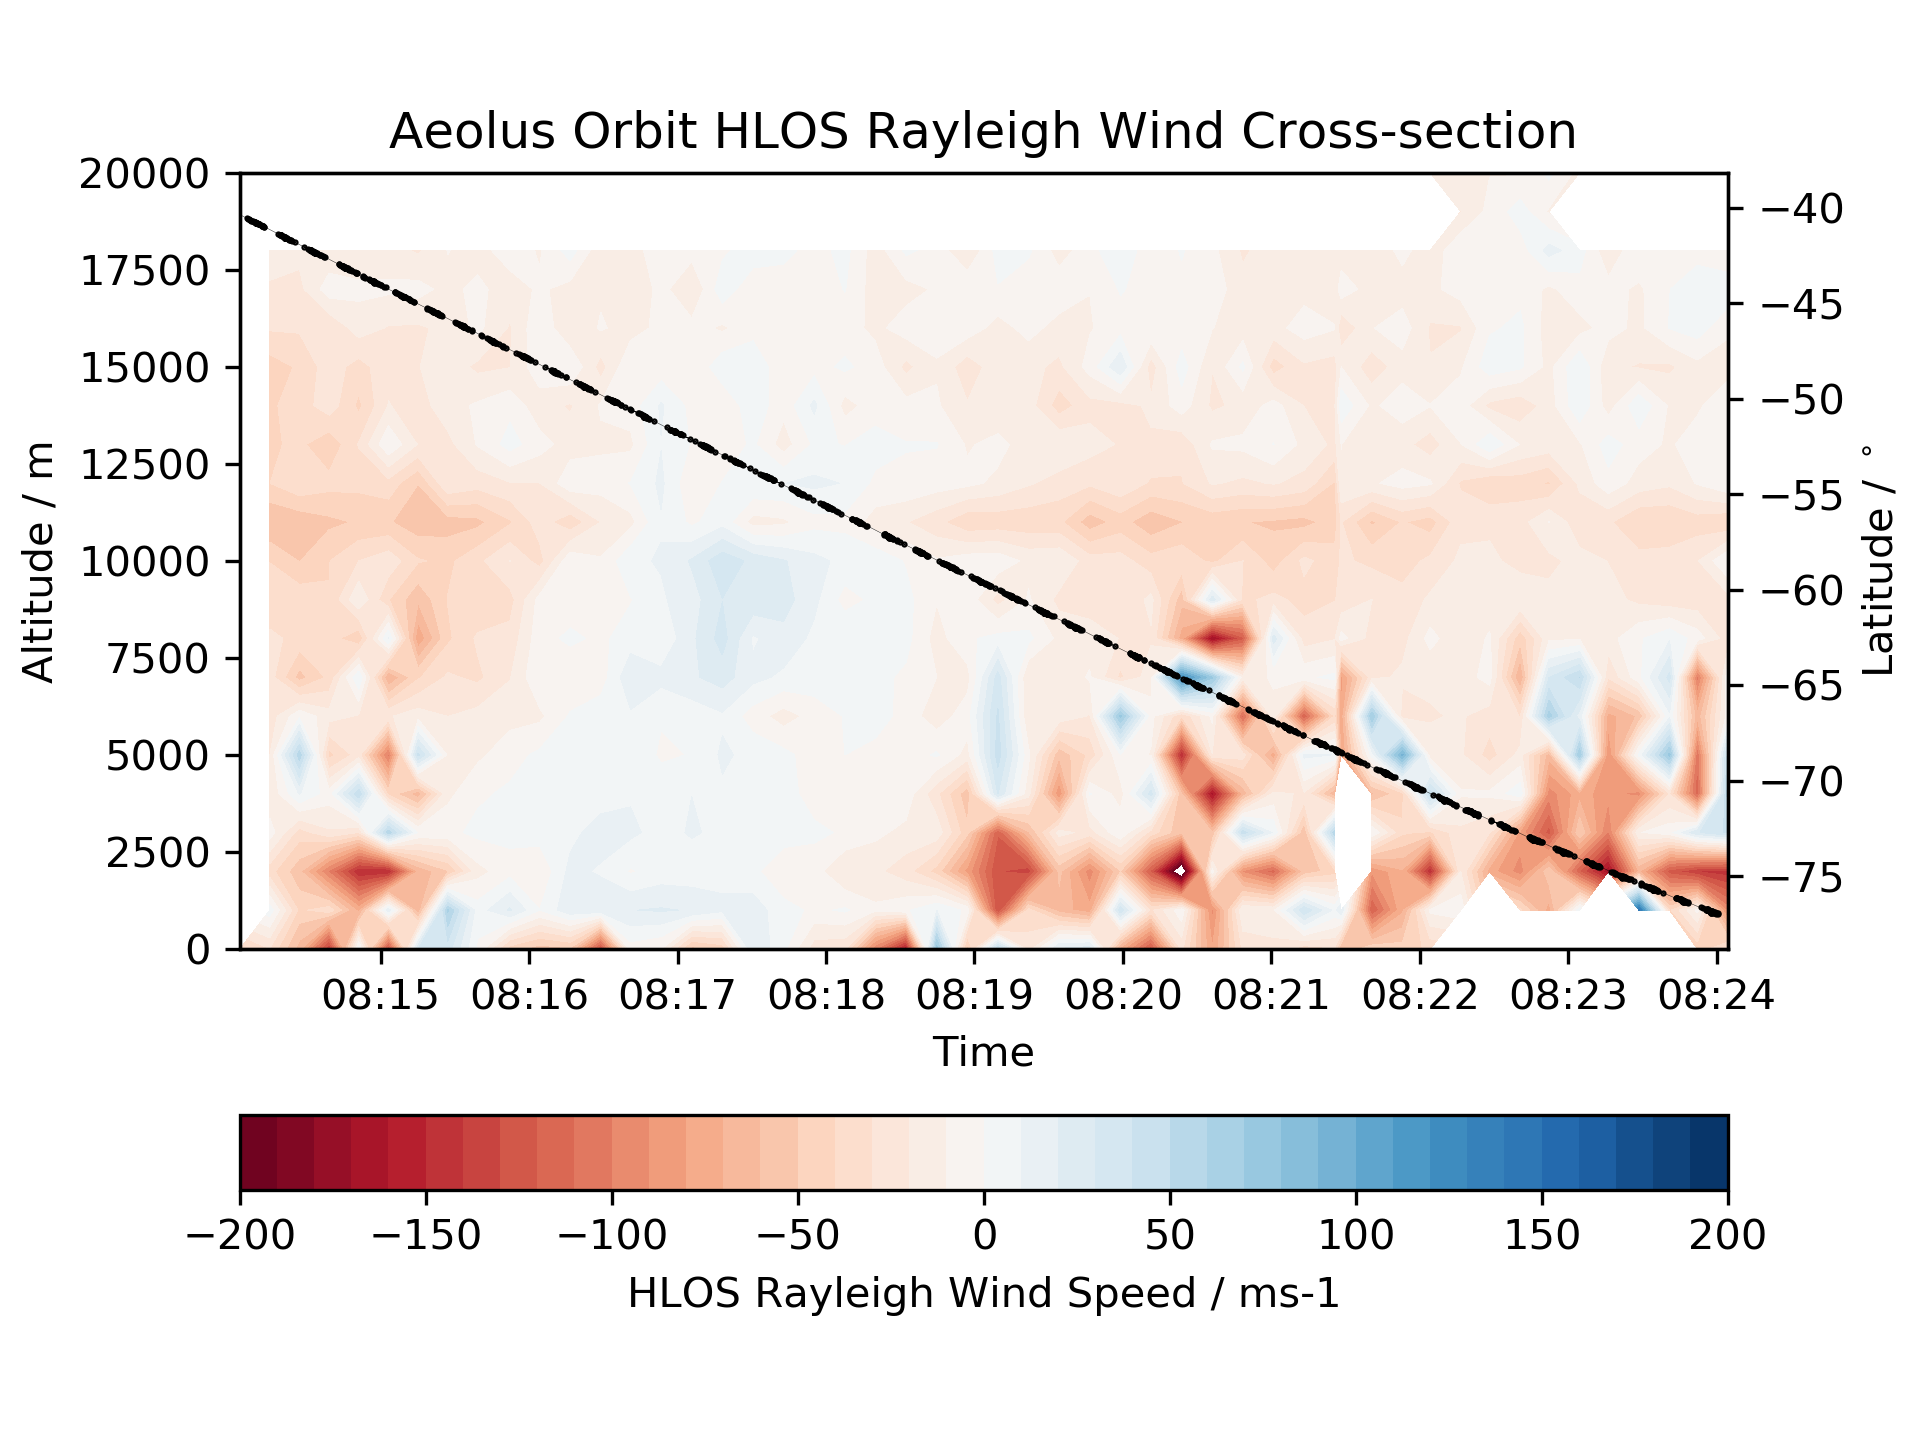 Aeolus Orbit HLOS Rayleigh Wind Cross-section
20000
17500
15000
12500
10000
7500
5000
2500
0
Altitude / m
−40
−45
−50
−55
−60
−65
−70
−75
Latitude / °
08:15 08:16 08:17 08:18 08:19 08:20 08:21 08:22 08:23 08:24
Time
−200 −150 −100 −50 0 50 100 150 200
HLOS Rayleigh Wind Speed / ms-1